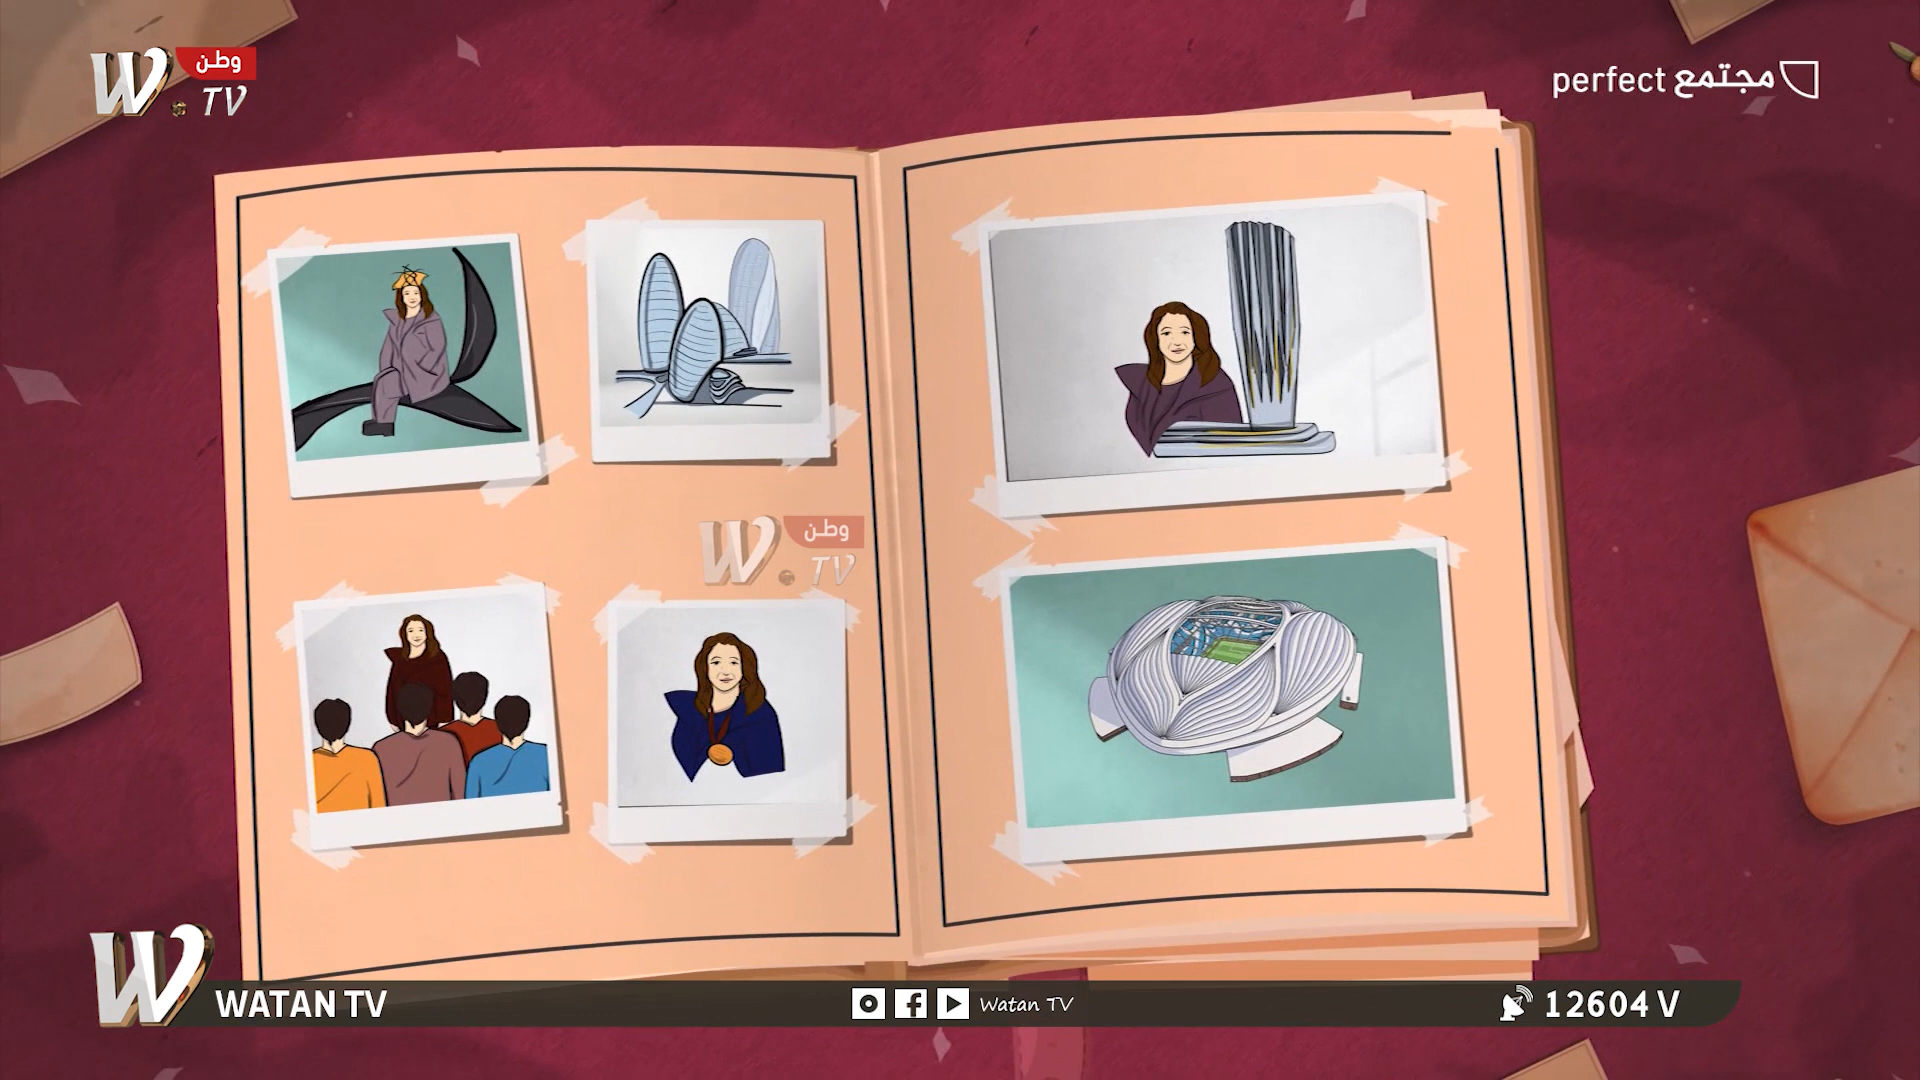 W وطن
. TV
perfect مجتمع
W وطن
. TV
W
WATAN TV
Watan TV
12604 V